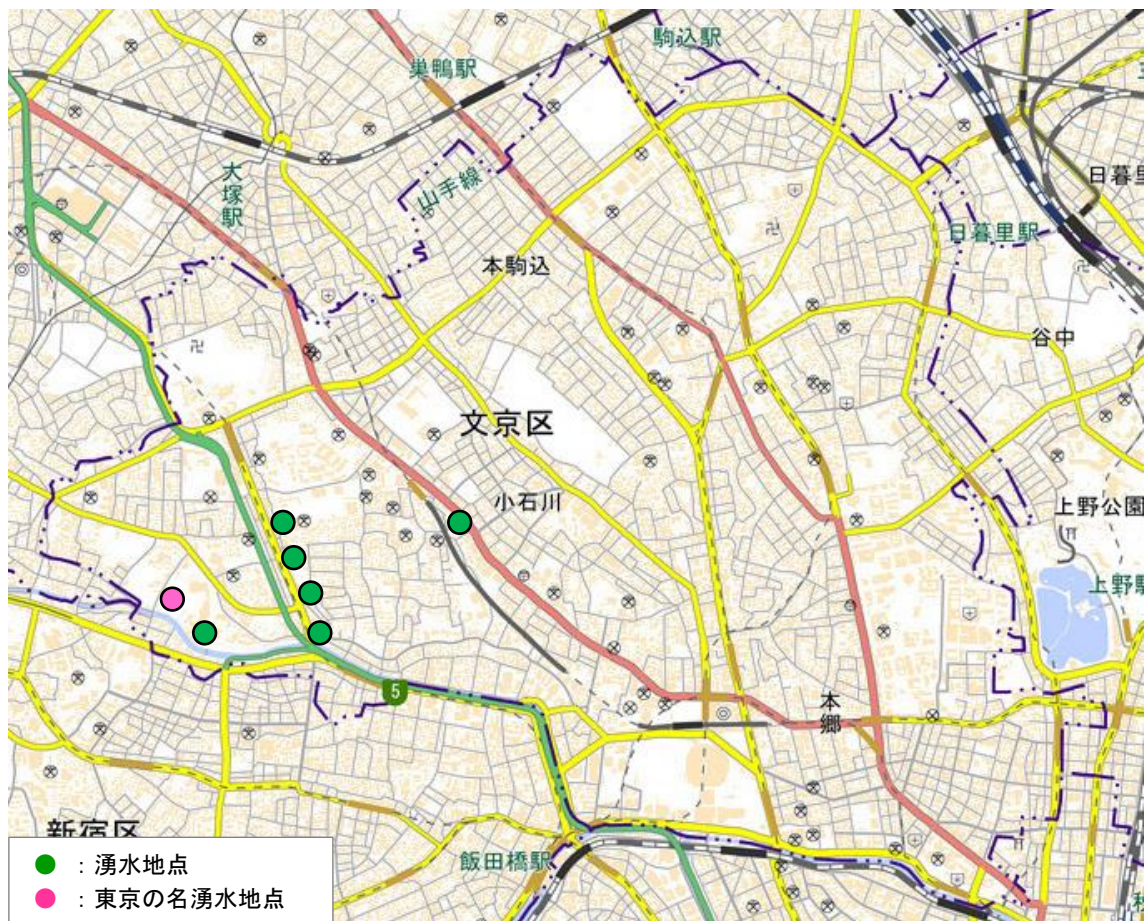 駒込駅
巣鴨駅
大塚駅
山手線
日暮里
日暮里駅
本駒込
谷中
文京区
小石川
上野公園
上野駅
5
本郷
新宿区
飯田橋駅
：湧水地点
：東京の名湧水地点